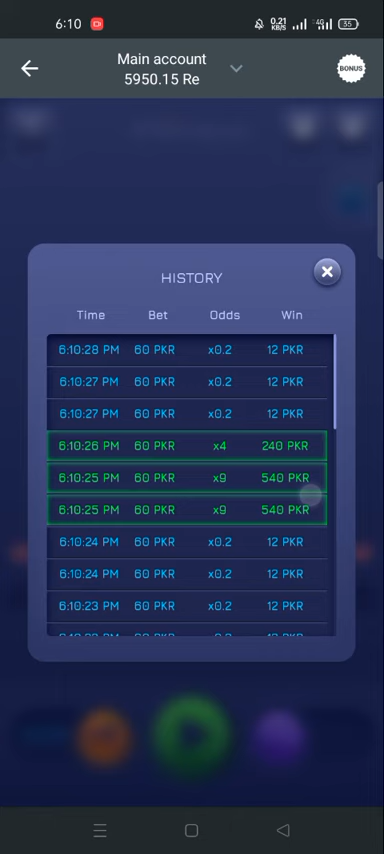 6:10
0.21
KB/S
4G
35
Main account
5950.15 Re
BONUS
HISTORY
Time Bet Odds Win
6:10:28 PM 60 PKR x0.2 12 PKR
6:10:27 PM 60 PKR x0.2 12 PKR
6:10:27 PM 60 PKR x0.2 12 PKR
6:10:26 PM 60 PKR x4 240 PKR
6:10:25 PM 60 PKR x9 540 PKR
6:10:25 PM 60 PKR x9 540 PKR
6:10:24 PM 60 PKR x0.2 12 PKR
6:10:24 PM 60 PKR x0.2 12 PKR
6:10:23 PM 60 PKR x0.2 12 PKR